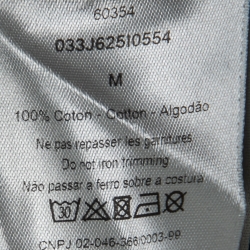 60354
033J625I0554
M
100% Coton - Cotton - Algodão
Ne pas repasser les garnitures
Do not iron trimming
Não passar a ferro sobre a costura
30
CNPJ 02-046-366/0003-99